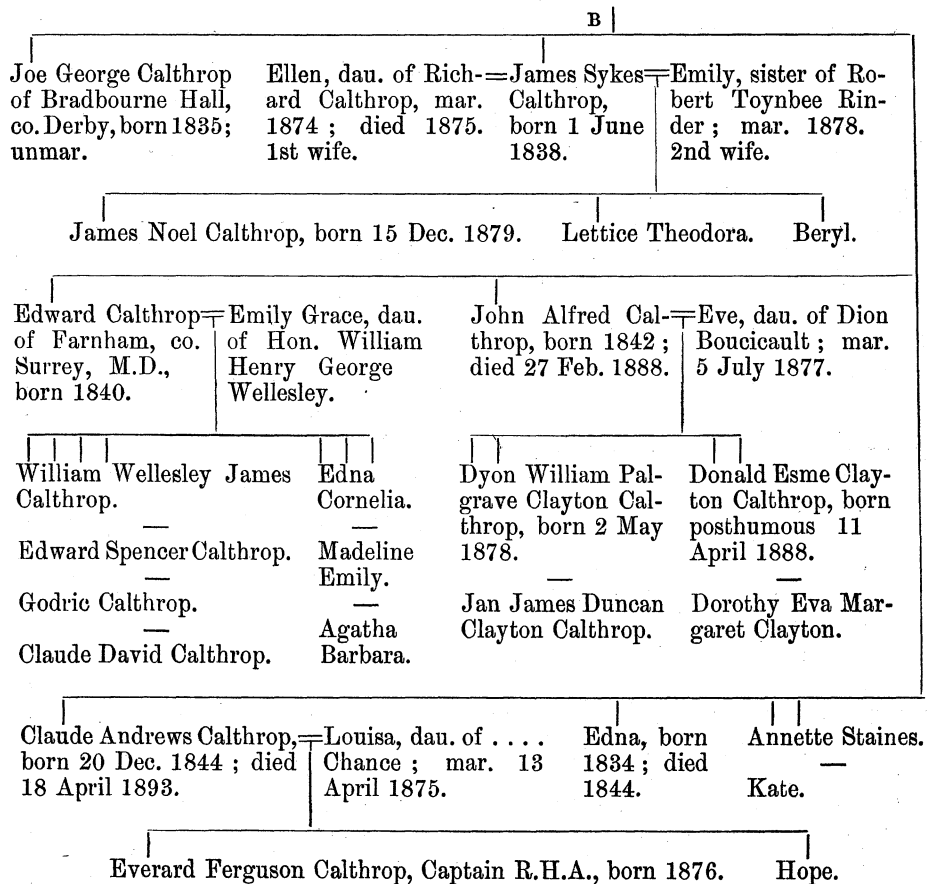 B
Joe George Calthrop
of Bradbourne Hall,
co. Derby, born 1835;
unmar.
Ellen, dau. of Rich-
ard Calthrop, mar.
1874 ; died 1875.
1st wife.
James Sykes
Calthrop,
born 1 June
1838.
Emily, sister of Ro-
bert Toynbee Rin-
der ; mar. 1878.
2nd wife.
James Noel Calthrop, born 15 Dec. 1879.
Lettice Theodora.
Beryl.
Edward Calthrop
of Farnham, co.
Surrey, M.D.,
born 1840.
Emily Grace, dau.
of Hon. William
Henry George
Wellesley.
John Alfred Cal-
throp, born 1842 ;
died 27 Feb. 1888.
Eve, dau. of Dion
Boucicault ; mar.
5 July 1877.
William Wellesley James
Calthrop.
—
Edward Spencer Calthrop.
—
Godric Calthrop.
—
Claude David Calthrop.
Edna
Cornelia.
—
Madeline
Emily.
—
Agatha
Barbara.
Dyon William Pal-
grave Clayton Cal-
throp, born 2 May
1878.
—
Jan James Duncan
Clayton Calthrop.
Donald Esme Clay-
ton Calthrop, born
posthumous 11
April 1888.
—
Dorothy Eva Mar-
garet Clayton.
Claude Andrews Calthrop,
born 20 Dec. 1844 ; died
18 April 1893.
Louisa, dau. of . . . .
Chance ; mar. 13
April 1875.
Edna, born
1834 ; died
1844.
Annette Staines.
—
Kate.
Everard Ferguson Calthrop, Captain R.H.A., born 1876.
Hope.